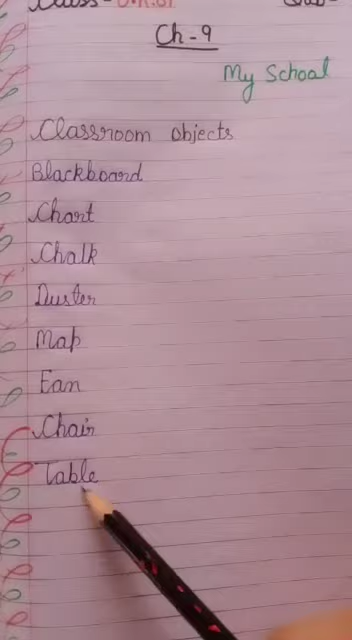 Ch - 9
My School
Classroom objects
Blackboard
Chart
Chalk
Duster
Map
Fan
Chair
Table